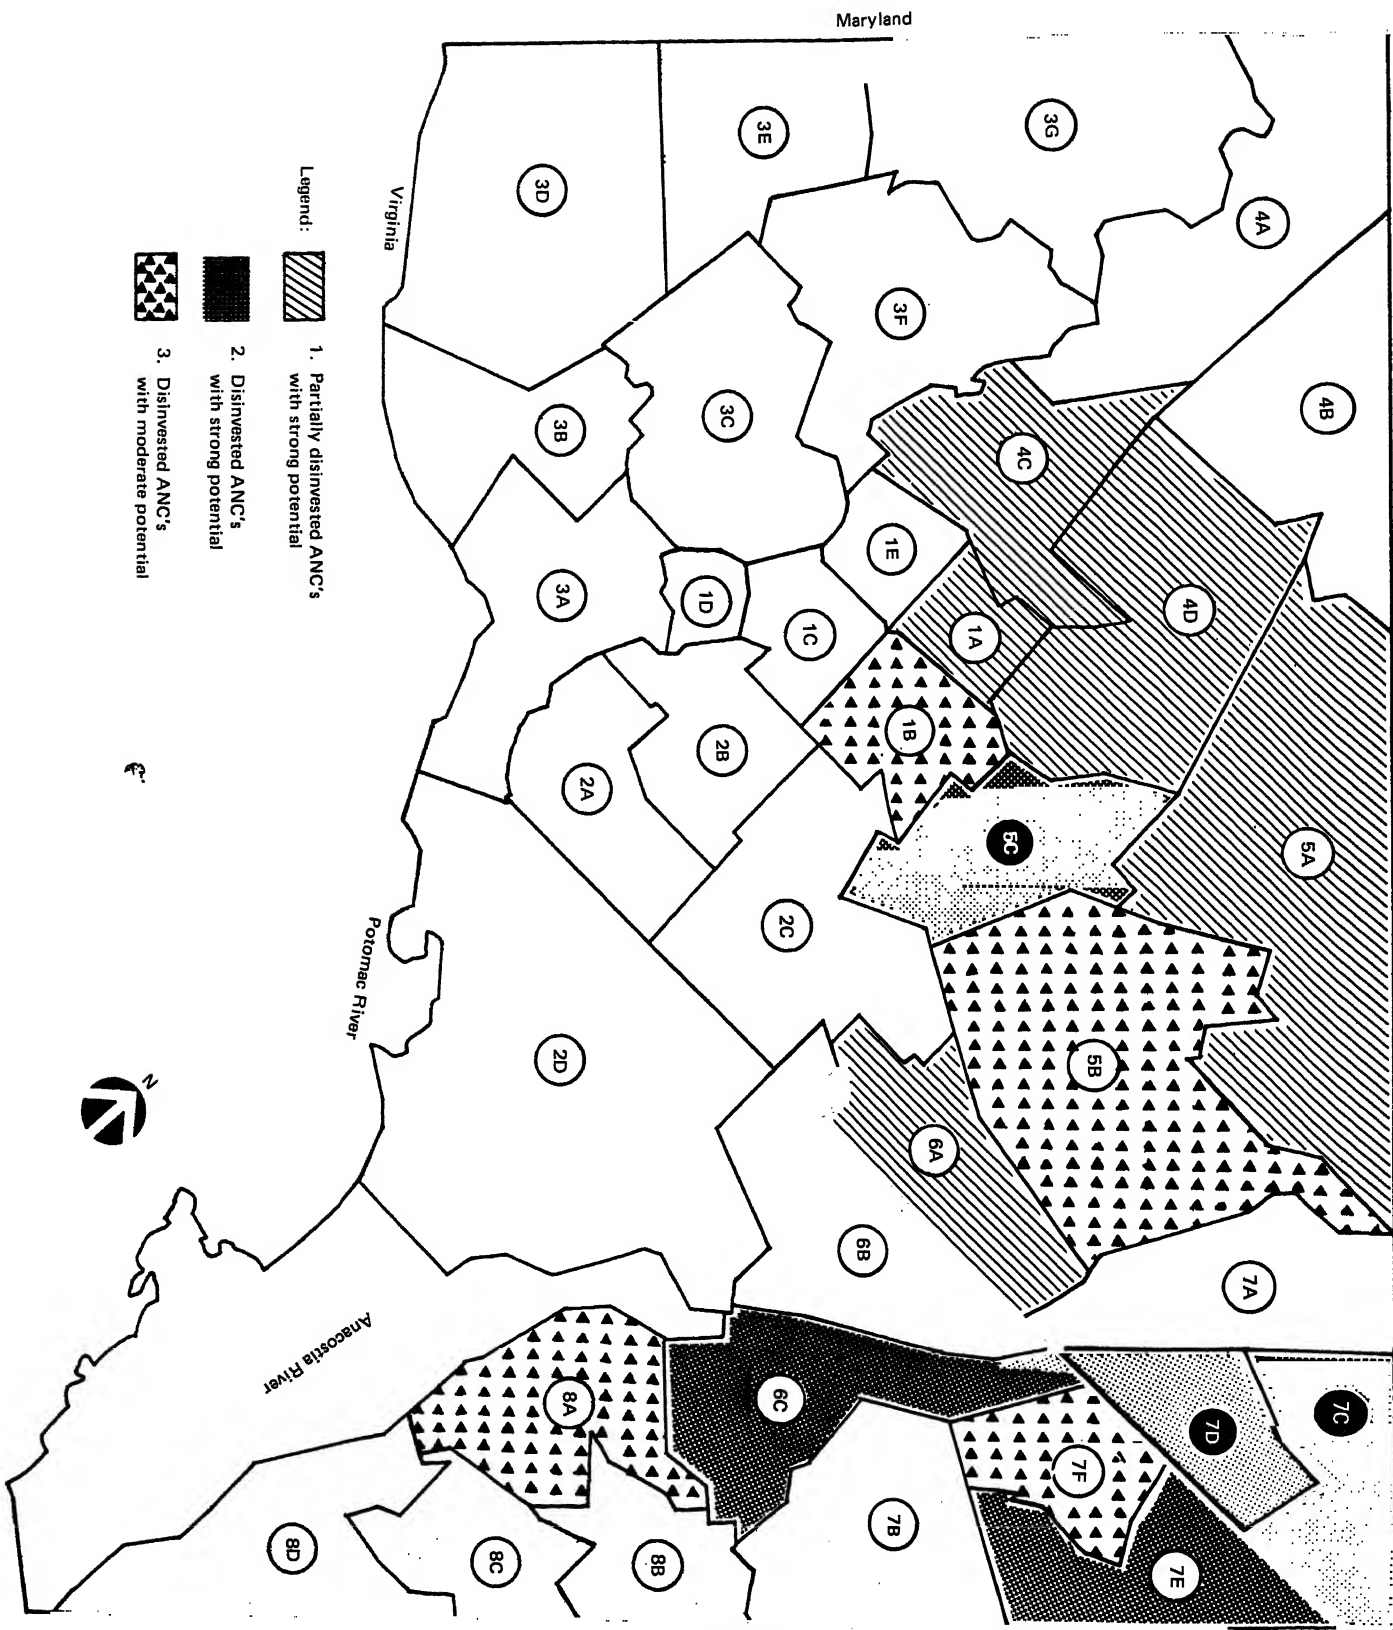 Maryland
3G
3E
3D
4A
3F
4B
3C
4C
3B
1E
4D
3A
1D
1C
1A
1B
2B
2A
5C
5A
2C
5B
2D
6A
6B
7A
6C
8A
7D
7C
7F
7B
7E
8D
8C
8B
Virginia
Potomac River
Anacostia River
N
Legend:
1. Partially disinvested ANC's
with strong potential
2. Disinvested ANC's
with strong potential
3. Disinvested ANC's
with moderate potential